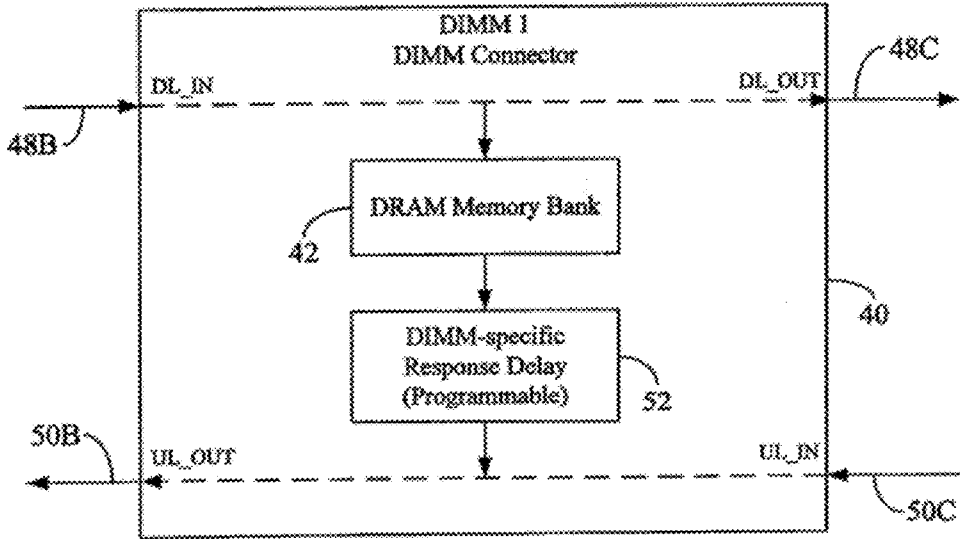 DIMM 1
DIMM Connector
DL_IN
DL_OUT
48C
48B
DRAM Memory Bank
42
40
DIMM-specific
Response Delay
(Programmable)
52
50B
UL_OUT
UL_IN
50C